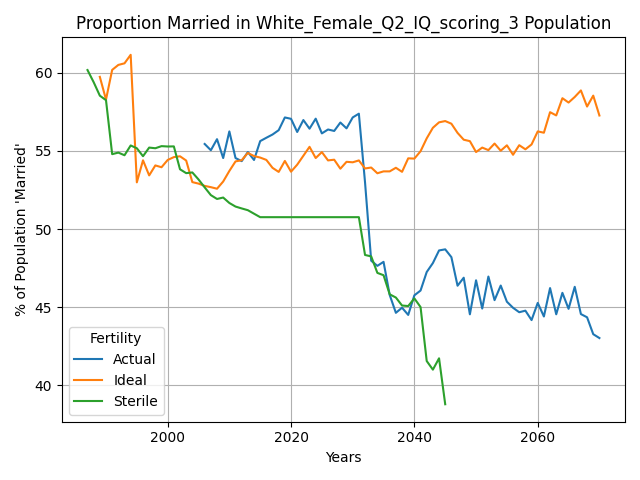 Proportion Married in White_Female_Q2_IQ_scoring_3 Population
% of Population 'Married'
60
55
50
45
40
Fertility
Actual
Ideal
Sterile
2000
2020
2040
2060
Years